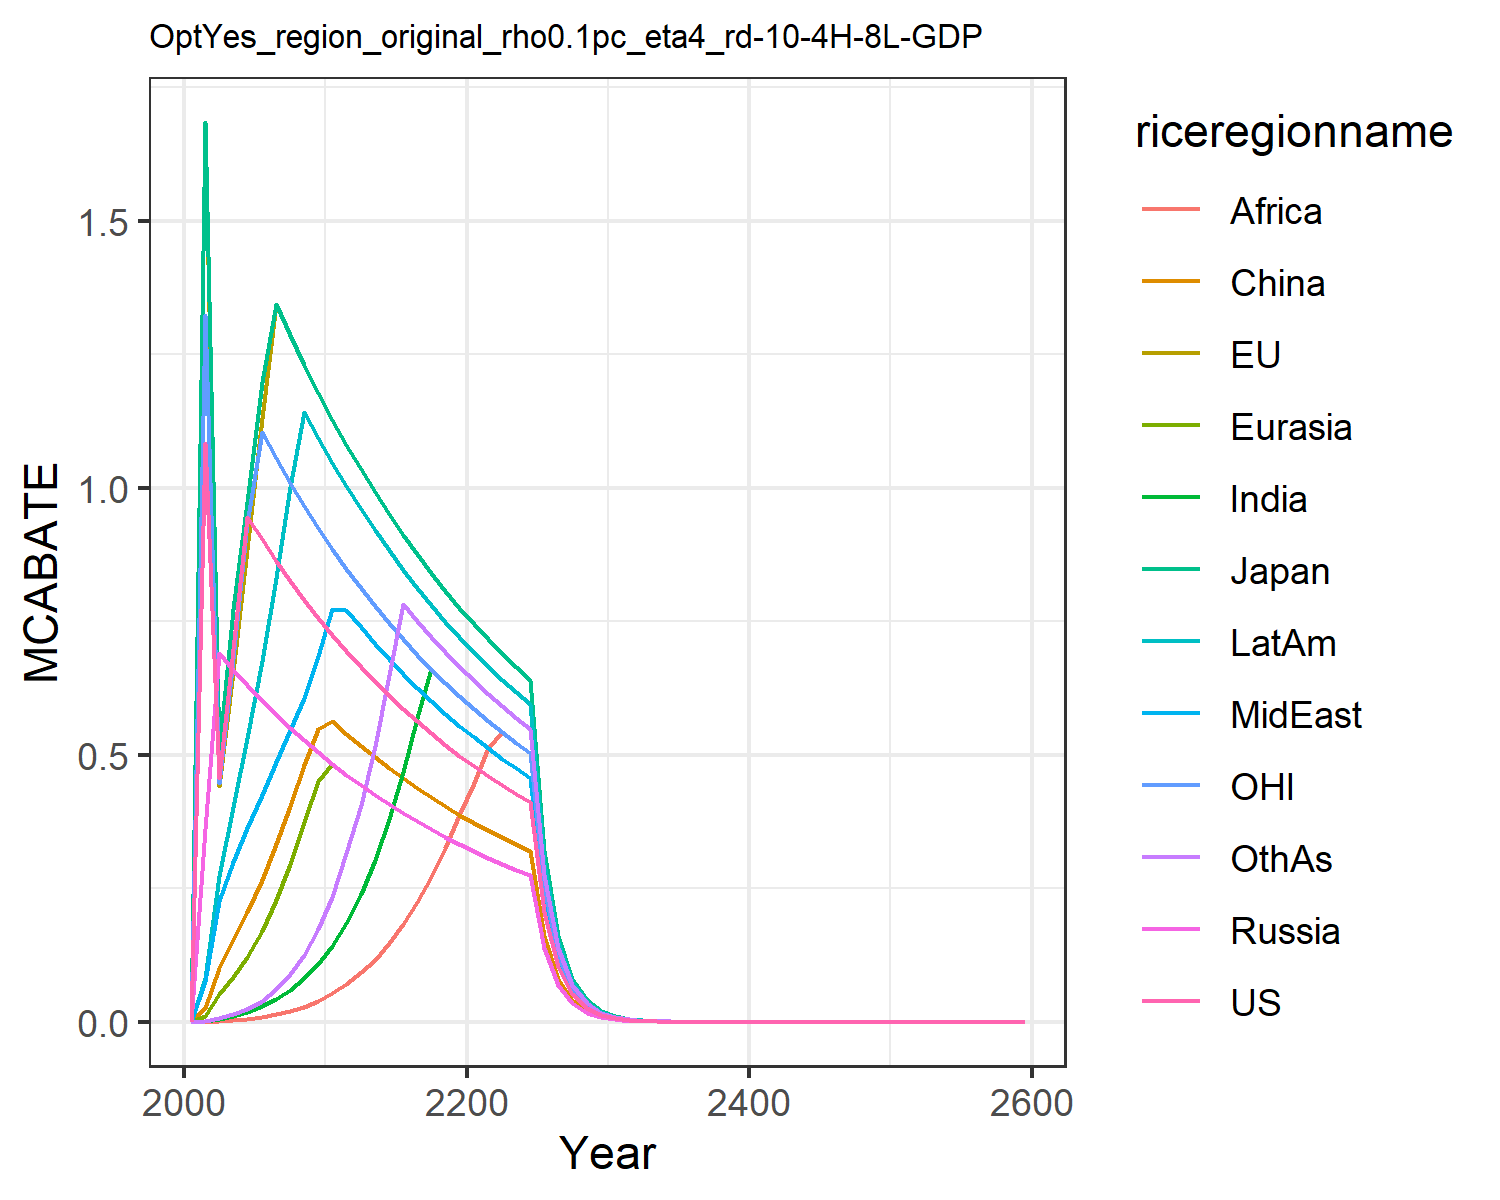 OptYes_region_original_rho0.1pc_eta4_rd-10-4H-8L-GDP
MCABATE
1.5
1.0
0.5
0.0
2000
2200
2400
2600
Year
riceregionname
Africa
China
EU
Eurasia
India
Japan
LatAm
MidEast
OHI
OthAs
Russia
US